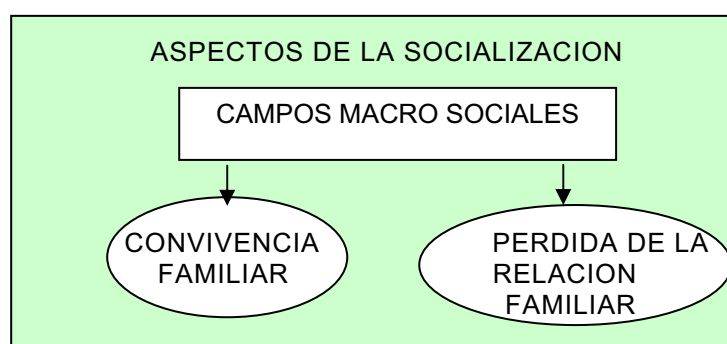 ASPECTOS DE LA SOCIALIZACION
CAMPOS MACRO SOCIALES
CONVIVENCIA
FAMILIAR
PERDIDA DE LA
RELACION
FAMILIAR